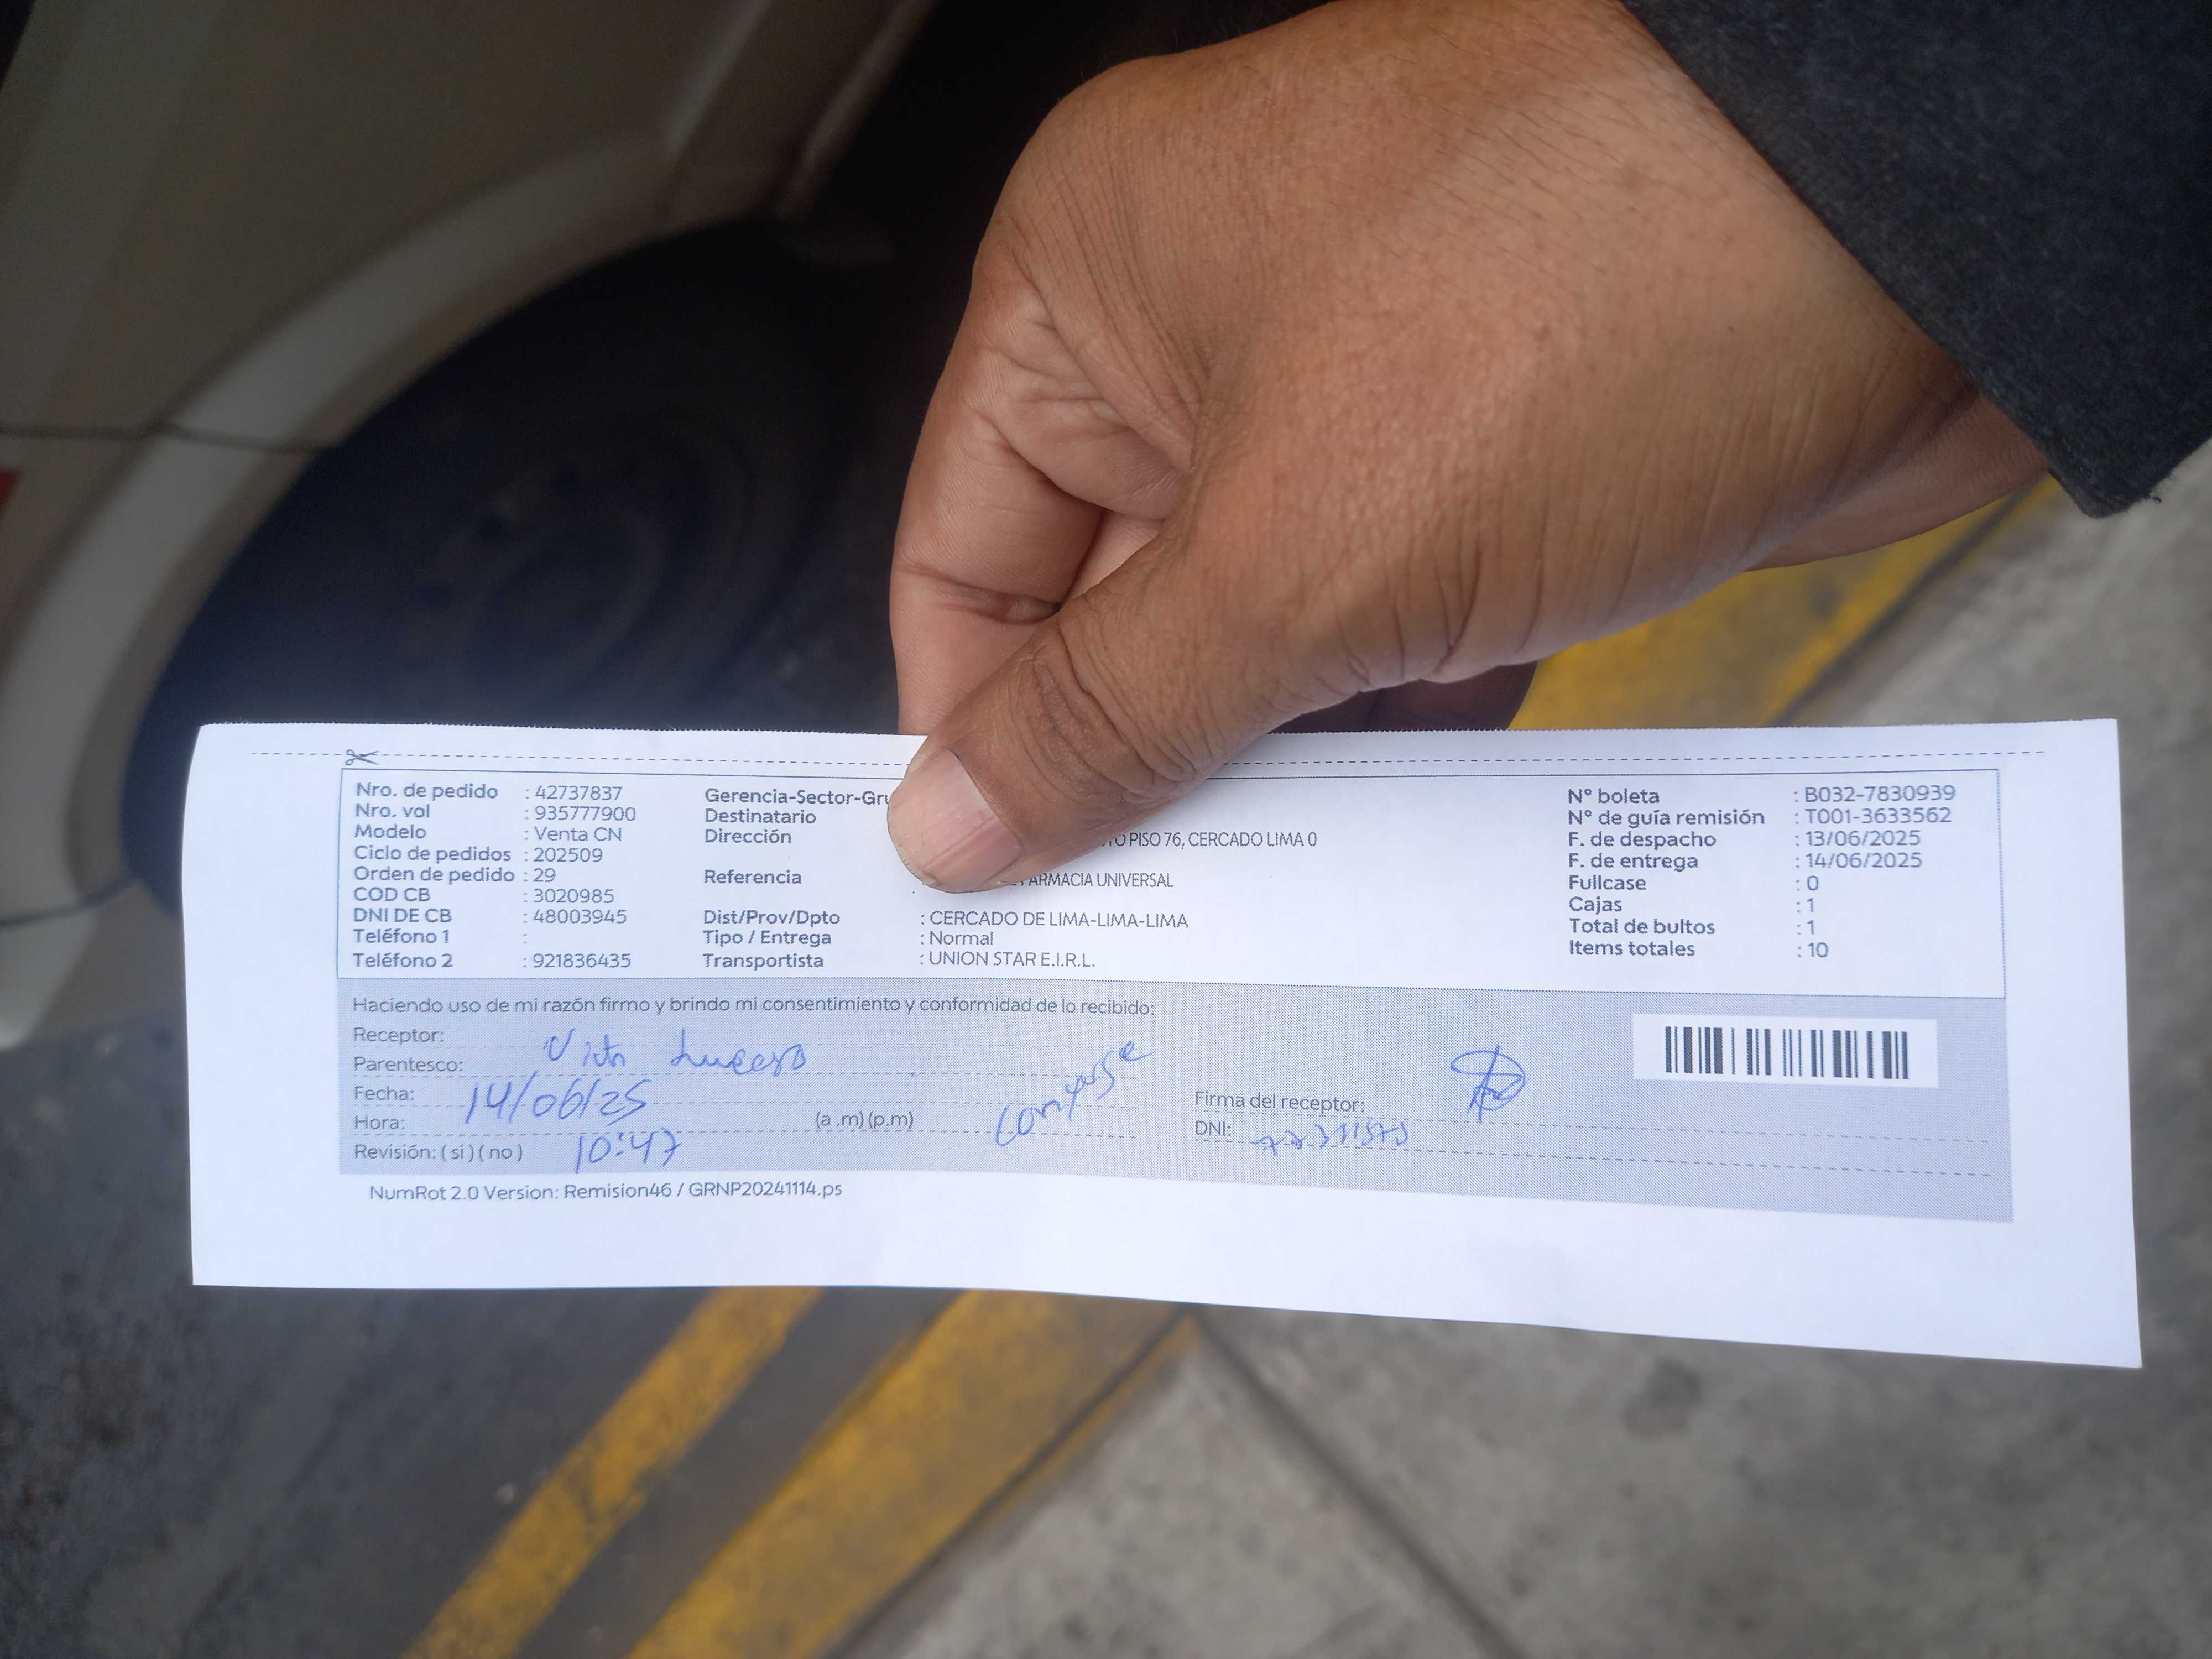 Nro. de pedido : 42737837
Nro. vol : 935777900
Modelo : Venta CN
Ciclo de pedidos : 202509
Orden de pedido : 29
COD CB : 3020985
DNI DE CB : 48003945
Teléfono 1 :
Teléfono 2 : 921836435
Gerencia-Sector-Gru
Destinatario
Dirección PISO 76, CERCADO LIMA 0
Referencia FARMACIA UNIVERSAL
Dist/Prov/Dpto : CERCADO DE LIMA-LIMA-LIMA
Tipo / Entrega : Normal
Transportista : UNION STAR E.I.R.L.
N° boleta : B032-7830939
N° de guía remisión : T001-3633562
F. de despacho : 13/06/2025
F. de entrega : 14/06/2025
Fullcase : 0
Cajas : 1
Total de bultos : 1
Items totales : 10
Haciendo uso de mi razón firmo y brindo mi consentimiento y conformidad de lo recibido:
Receptor:
Parentesco:
Fecha: 14/06/25
Hora: (a .m) (p.m)
Revisión: ( si ) ( no ) 10:47
Firma del receptor:
DNI:
NumRot 2.0 Version: Remision46 / GRNP20241114.ps